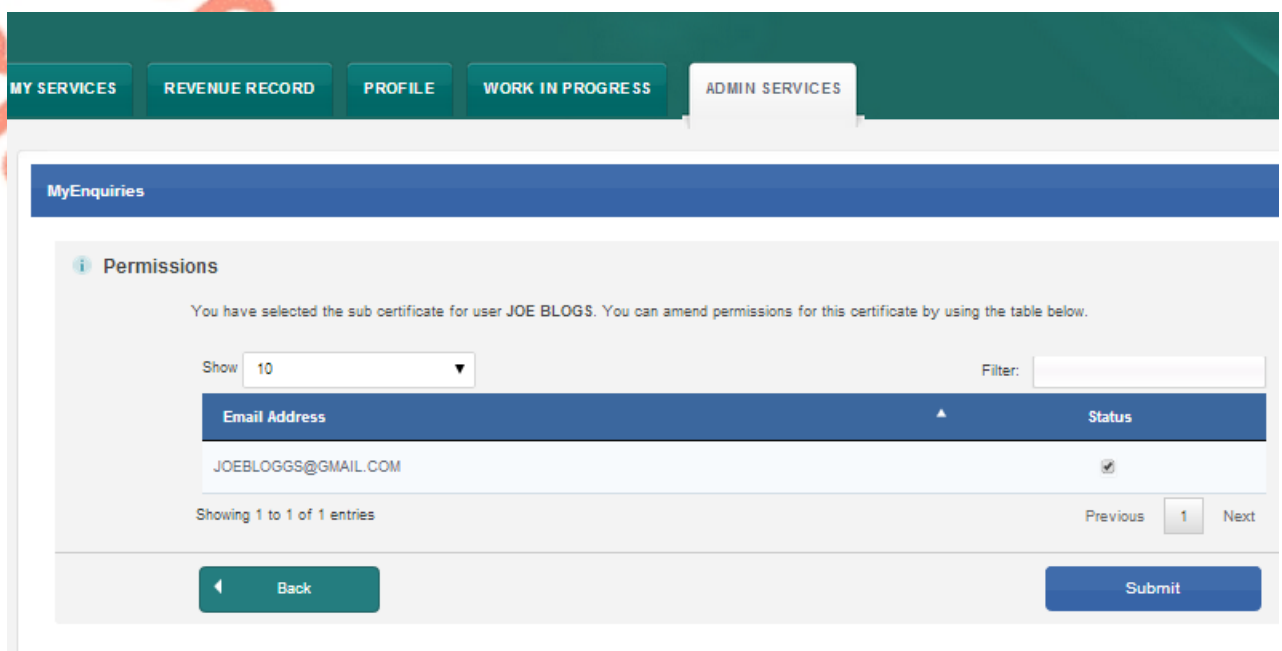 MY SERVICES
REVENUE RECORD
PROFILE
WORK IN PROGRESS
ADMIN SERVICES
MyEnquiries
i Permissions
You have selected the sub certificate for user JOE BLOGS. You can amend permissions for this certificate by using the table below.
Show 10 Filter:
Email Address Status
JOEBLOGGS@GMAIL.COM
Showing 1 to 1 of 1 entries Previous 1 Next
Back Submit